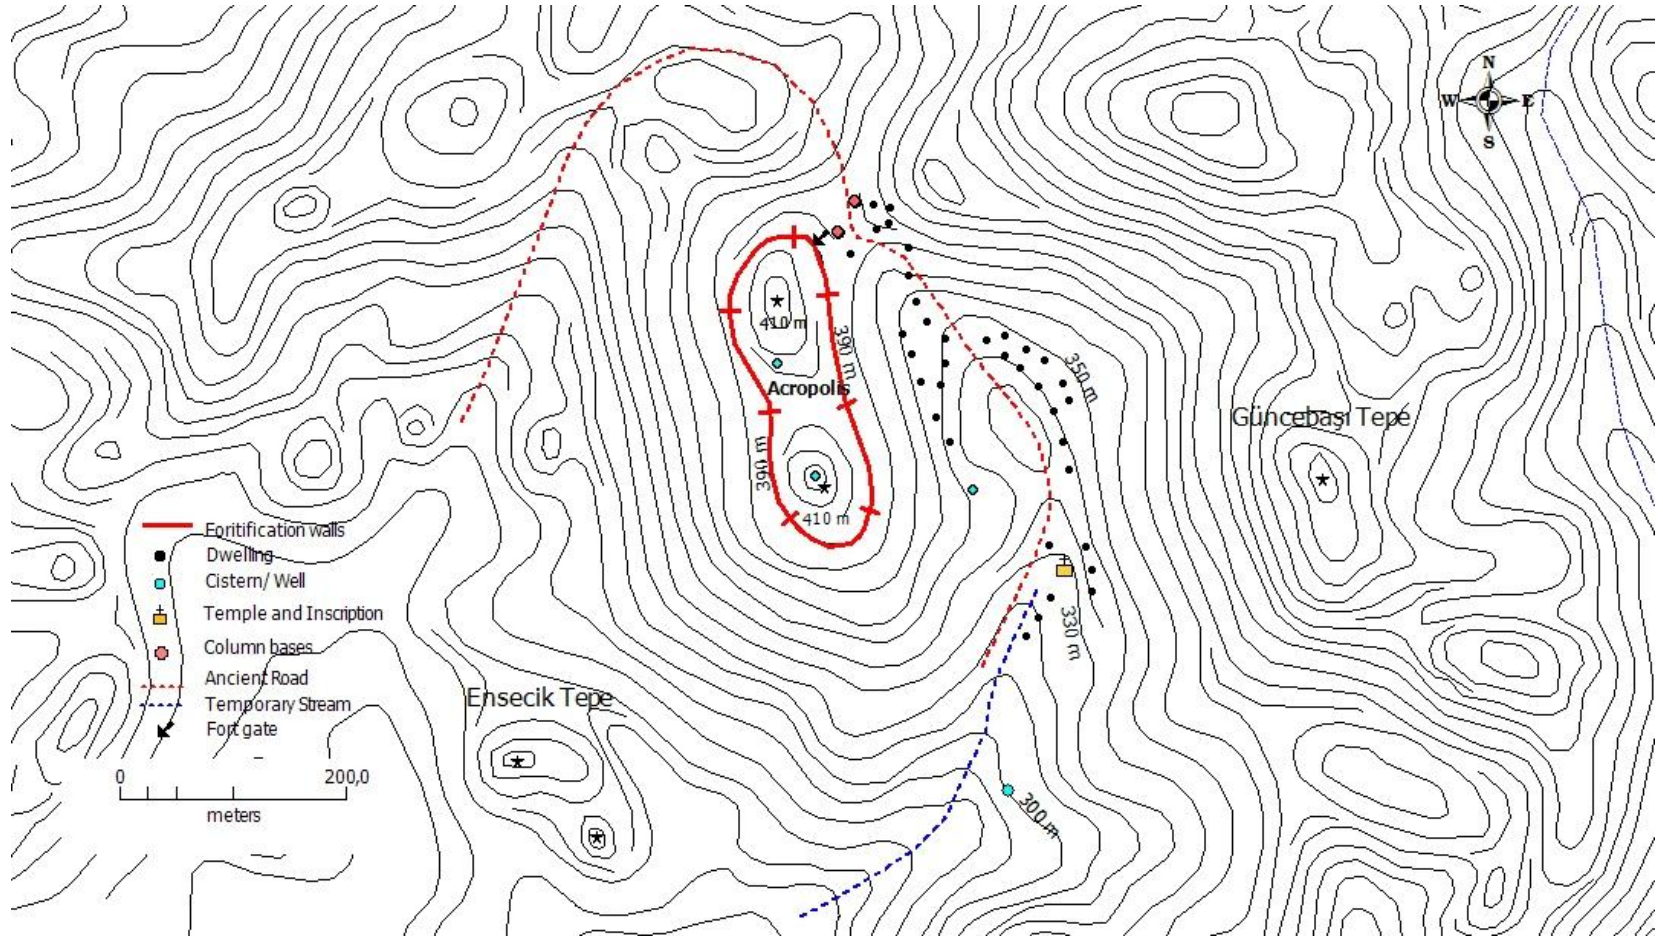 N
W E
S
410 m
390 m
Acropolis
350 m
Güncebaşı Tepe
390 m
410 m
Foritification walls
Dwelling
Cistern/ Well
Temple and Inscription
330 m
Column bases
Ancient Road
Ensecik Tepe
Temporary Stream
Fort gate
0 200,0
meters
300 m